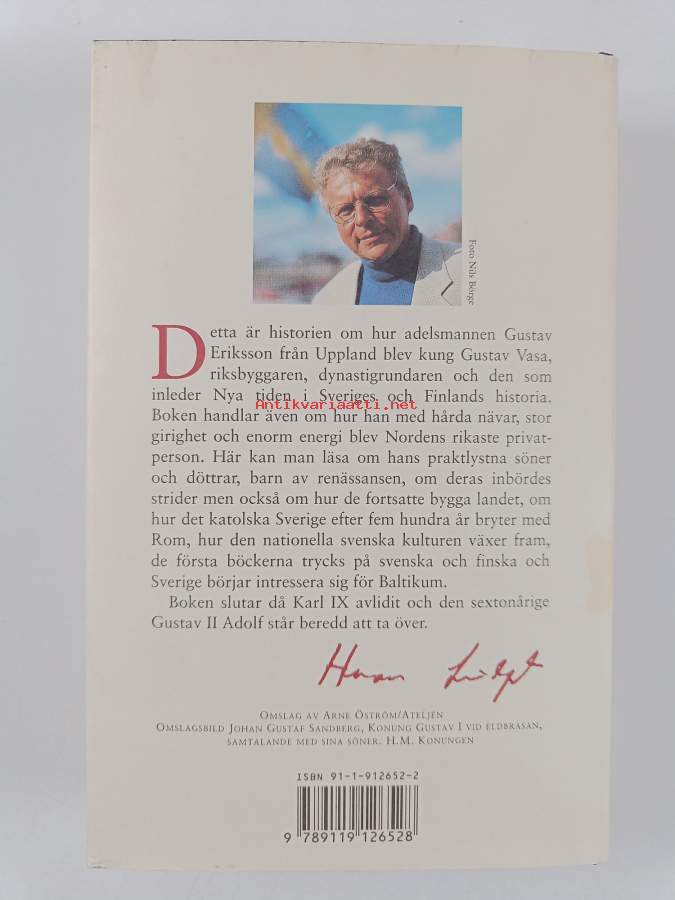 Foto Nils Börge
Detta är historien om hur adelsmannen Gustav
Eriksson från Uppland blev kung Gustav Vasa,
riksbyggaren, dynastigrundaren och den som
inleder Nya tiden i Sveriges och Finlands historia.
Antikvariaatti.net
Boken handlar även om hur han med hårda nävar, stor
girighet och enorm energi blev Nordens rikaste privat-
person. Här kan man läsa om hans praktlystna söner
och döttrar, barn av renässansen, om deras inbördes
strider men också om hur de fortsatte bygga landet, om
hur det katolska Sverige efter fem hundra år bryter med
Rom, hur den nationella svenska kulturen växer fram,
de första böckerna trycks på svenska och finska och
Sverige börjar intressera sig för Baltikum.
Boken slutar då Karl IX avlidit och den sextonårige
Gustav II Adolf står beredd att ta över.
Omslag av Arne Öström/Ateljén
Omslagsbild Johan Gustaf Sandberg, Konung Gustav I vid eldbrasan,
samtalande med sina söner. H.M. Konungen
ISBN 91-1-912652-2
9 789119 126528